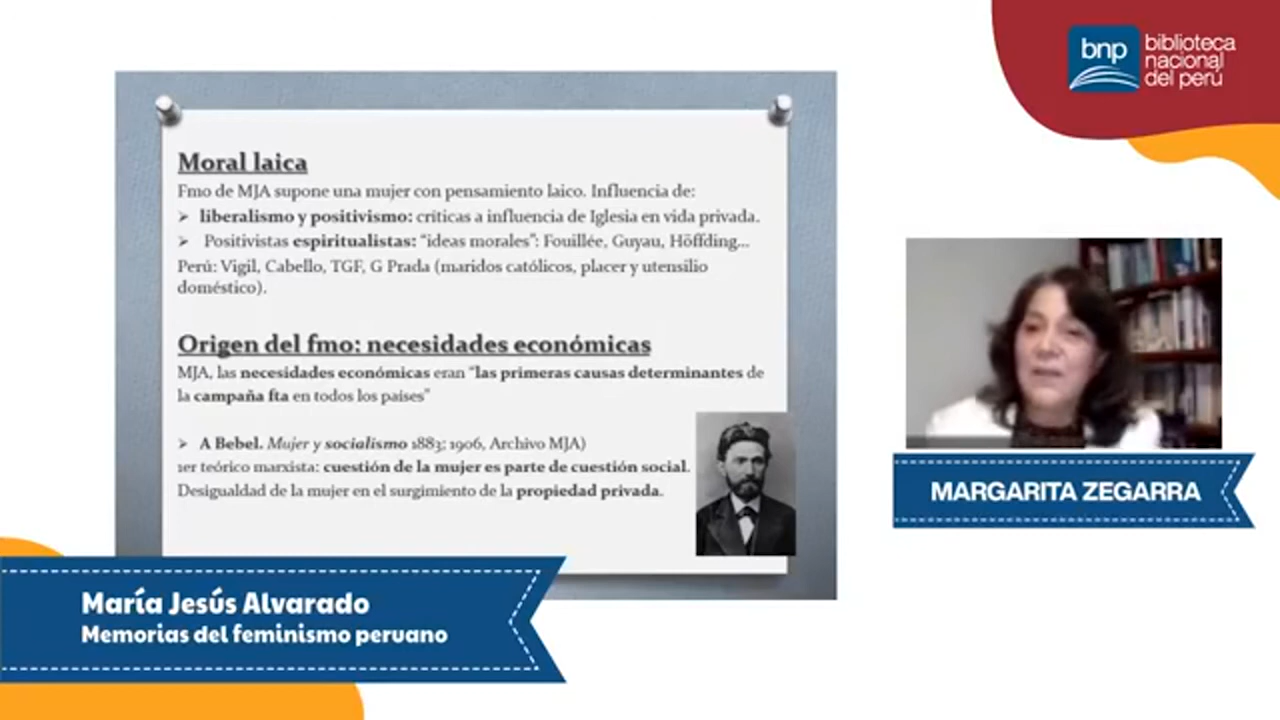 bnp
biblioteca
nacional
del perú
Moral laica
Fmo de MJA supone una mujer con pensamiento laico. Influencia de:
➢ liberalismo y positivismo: críticas a influencia de Iglesia en vida privada.
➢ Positivistas espiritualistas: “ideas morales”: Fouillée, Guyau, Höffding...
Perú: Vigil, Cabello, TGF, G Prada (maridos católicos, placer y utensilio
doméstico).
Origen del fmo: necesidades económicas
MJA, las necesidades económicas eran “las primeras causas determinantes de
la campaña fta en todos los países”
➢ A Bebel. Mujer y socialismo 1883; 1906, Archivo MJA)
1er teórico marxista: cuestión de la mujer es parte de cuestión social.
Desigualdad de la mujer en el surgimiento de la propiedad privada.
MARGARITA ZEGARRA
María Jesús Alvarado
Memorias del feminismo peruano